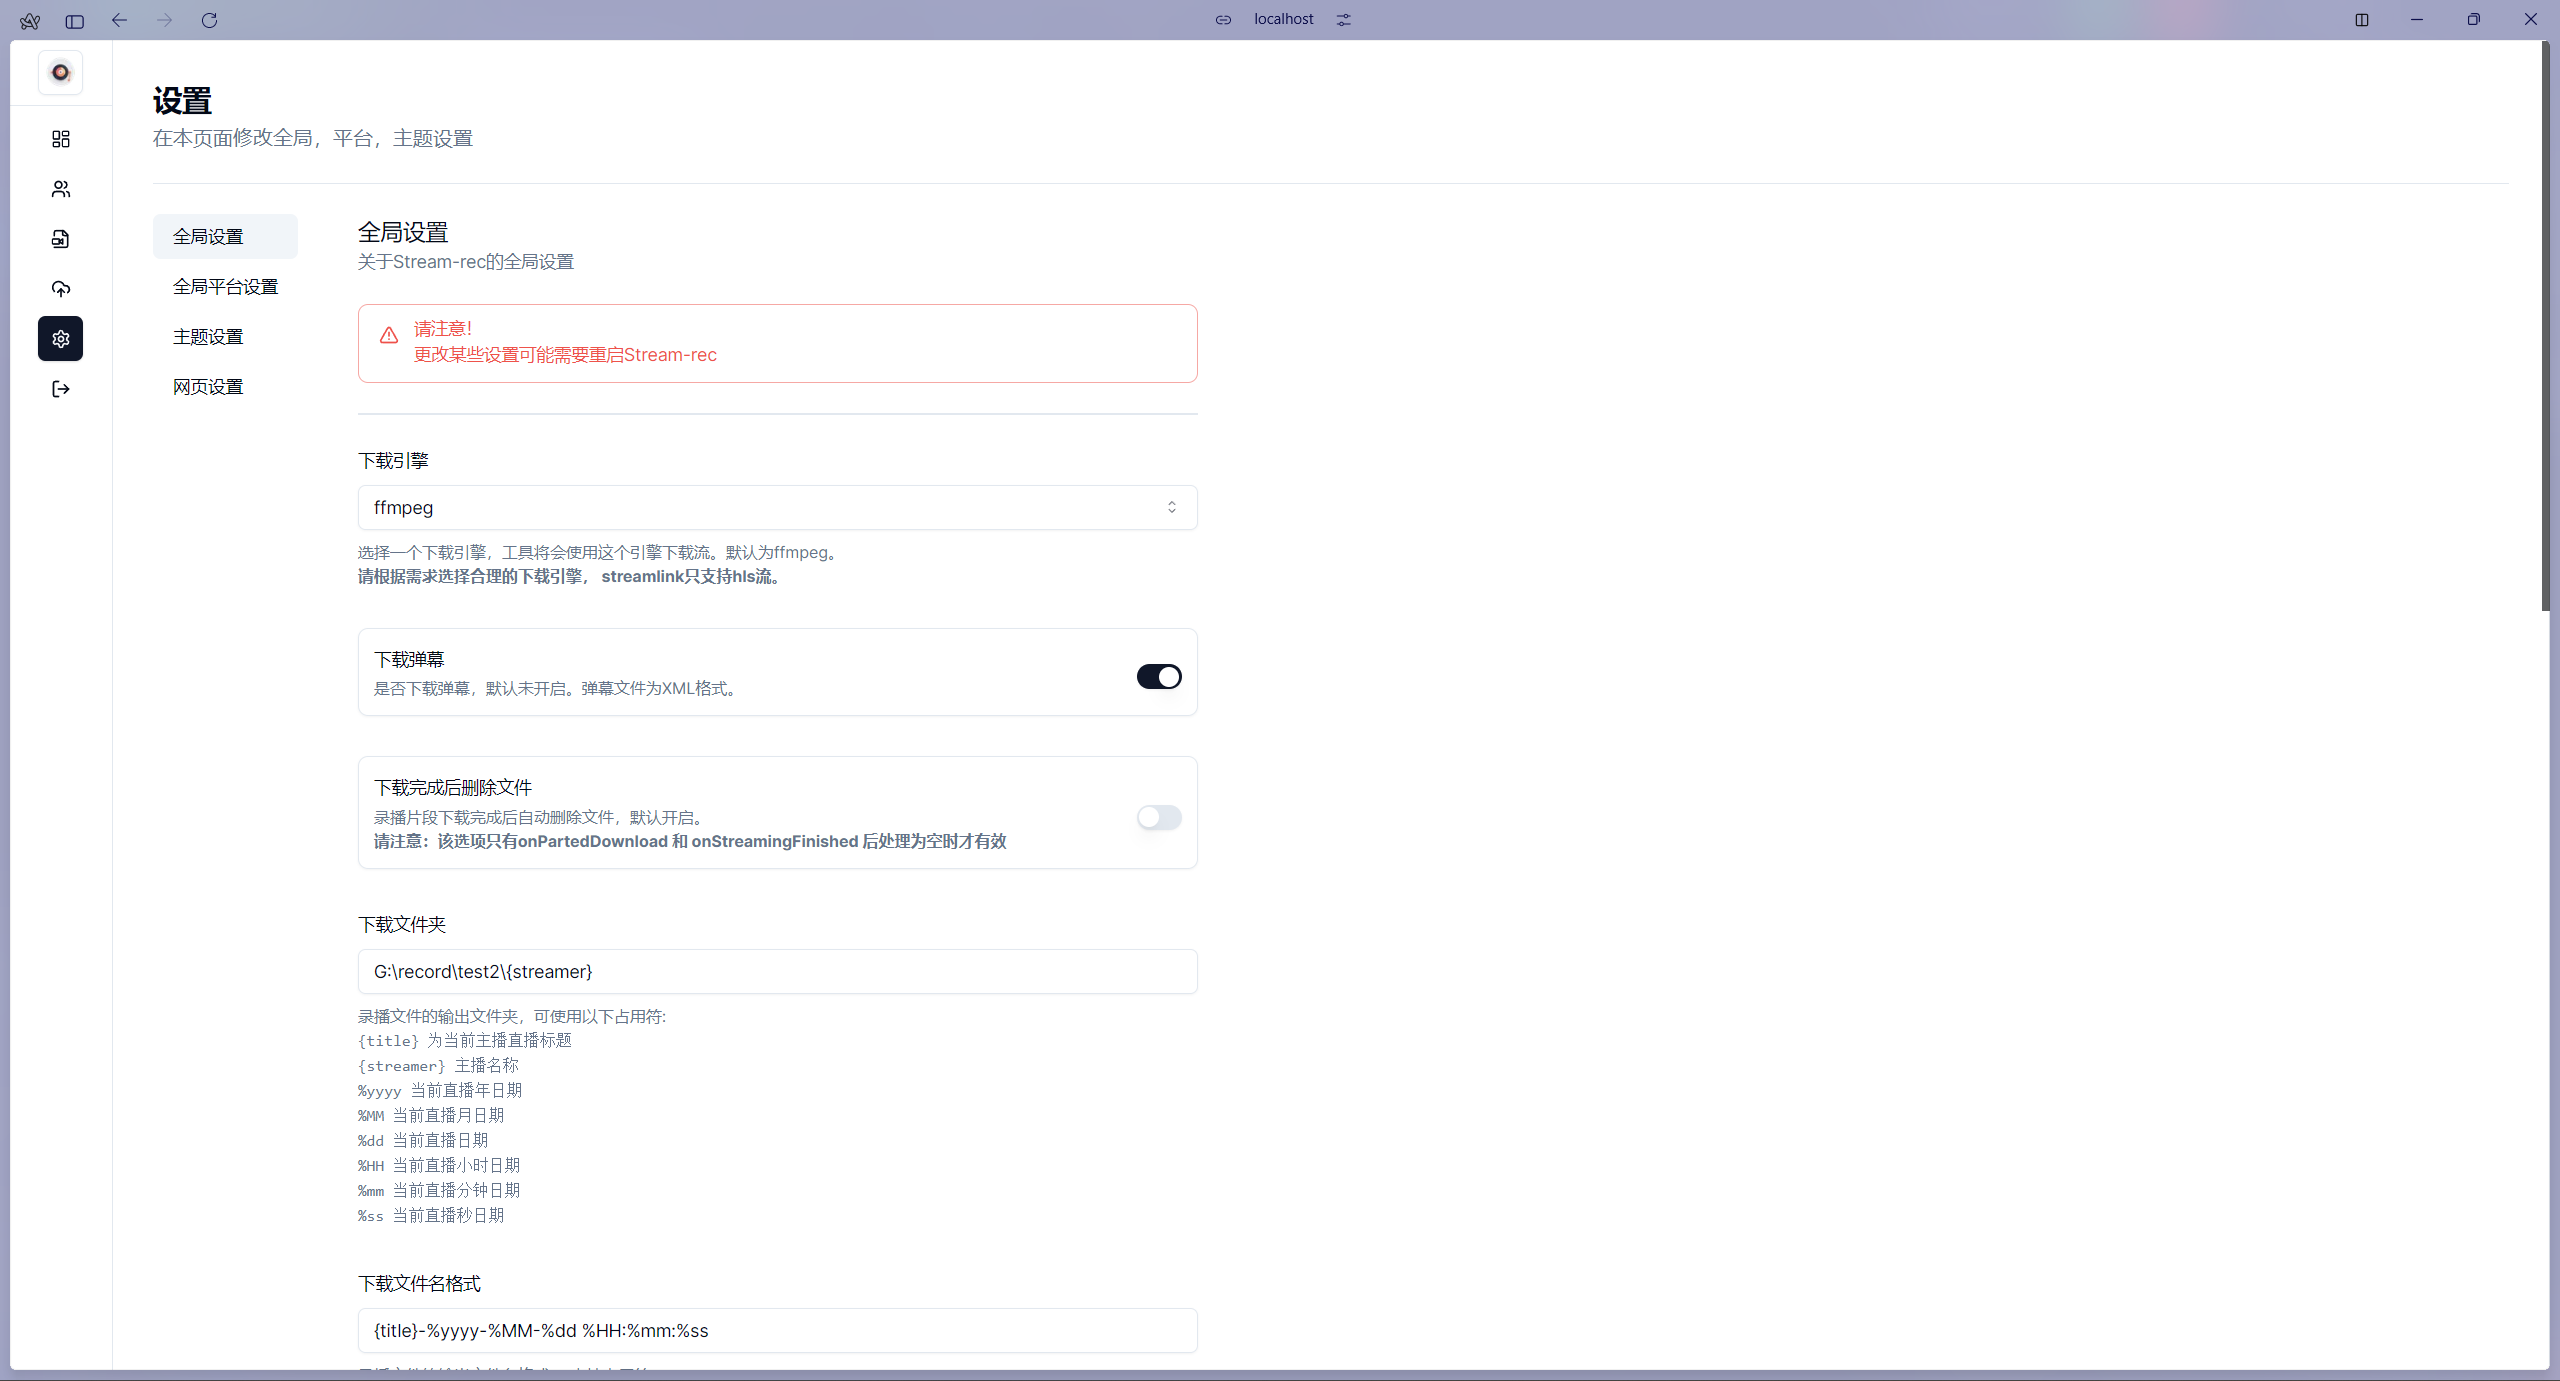 localhost
设置
在本页面修改全局，平台，主题设置
全局设置
全局平台设置
主题设置
网页设置
全局设置
关于Stream-rec的全局设置
请注意！
更改某些设置可能需要重启Stream-rec
下载引擎
ffmpeg
选择一个下载引擎，工具将会使用这个引擎下载流。默认为ffmpeg。
请根据需求选择合理的下载引擎， streamlink只支持hls流。
下载弹幕
是否下载弹幕，默认未开启。弹幕文件为XML格式。
下载完成后删除文件
录播片段下载完成后自动删除文件，默认开启。
请注意：该选项只有onPartedDownload 和 onStreamingFinished 后处理为空时才有效
下载文件夹
G:\record\test2\{streamer}
录播文件的输出文件夹，可使用以下占用符:
{title} 为当前主播直播标题
{streamer} 主播名称
%yyyy 当前直播年日期
%MM 当前直播月日期
%dd 当前直播日期
%HH 当前直播小时日期
%mm 当前直播分钟日期
%ss 当前直播秒日期
下载文件名格式
{title}-%yyyy-%MM-%dd %HH:%mm:%ss